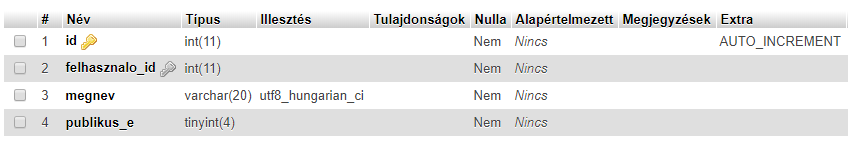 # Név Típus Illesztés Tulajdonságok Nulla Alapértelmezett Megjegyzések Extra
1 id int(11) Nem Nincs AUTO_INCREMENT
2 felhasznalo_id int(11) Nem Nincs
3 megnev varchar(20) utf8_hungarian_ci Nem Nincs
4 publikus_e tinyint(4) Nem Nincs